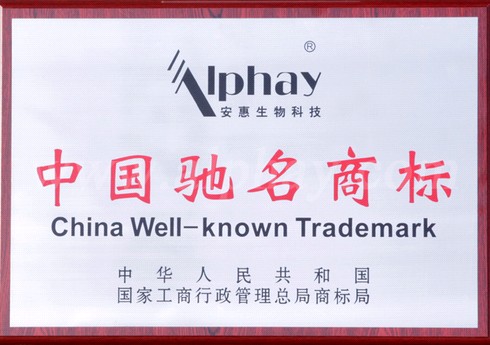 Alphay®
安惠生物科技
中国驰名商标
China Well-known Trademark
中华人民共和国
国家工商行政管理总局商标局